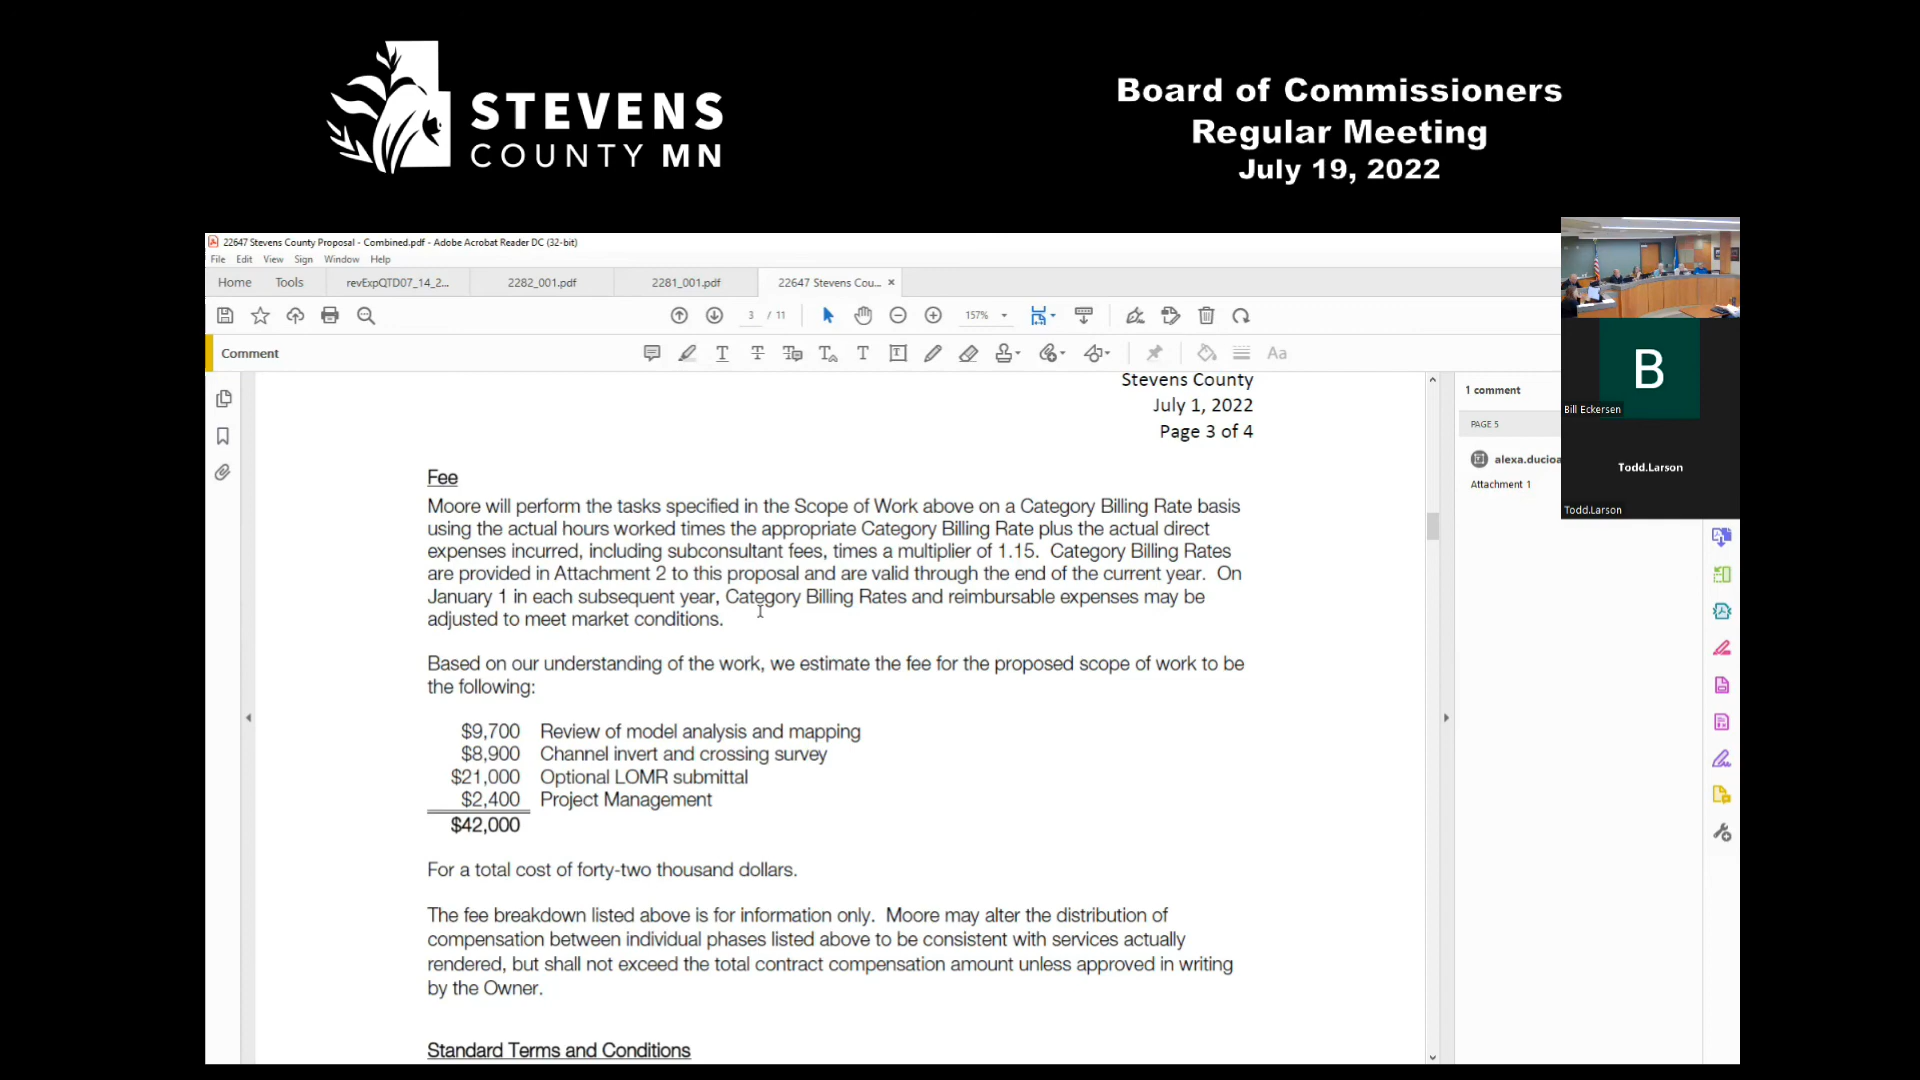 STEVENS
COUNTY MN
Board of Commissioners
Regular Meeting
July 19, 2022
22647 Stevens County Proposal - Combined.pdf - Adobe Acrobat Reader DC (32-bit)
File Edit View Sign Window Help
Home Tools revExpQTD07_14_2... 2282_001.pdf 2281_001.pdf 22647 Stevens Cou... ×
3 / 11 157%
Comment
Stevens County
July 1, 2022
Page 3 of 4
Fee
Moore will perform the tasks specified in the Scope of Work above on a Category Billing Rate basis
using the actual hours worked times the appropriate Category Billing Rate plus the actual direct
expenses incurred, including subconsultant fees, times a multiplier of 1.15. Category Billing Rates
are provided in Attachment 2 to this proposal and are valid through the end of the current year. On
January 1 in each subsequent year, Category Billing Rates and reimbursable expenses may be
adjusted to meet market conditions.
Based on our understanding of the work, we estimate the fee for the proposed scope of work to be
the following:
$9,700 Review of model analysis and mapping
$8,900 Channel invert and crossing survey
$21,000 Optional LOMR submittal
$2,400 Project Management
$42,000
For a total cost of forty-two thousand dollars.
The fee breakdown listed above is for information only. Moore may alter the distribution of
compensation between individual phases listed above to be consistent with services actually
rendered, but shall not exceed the total contract compensation amount unless approved in writing
by the Owner.
Standard Terms and Conditions
1 comment
PAGE 5
alexa.ducioa
Attachment 1
B
Bill Eckersen
Todd.Larson
Todd.Larson